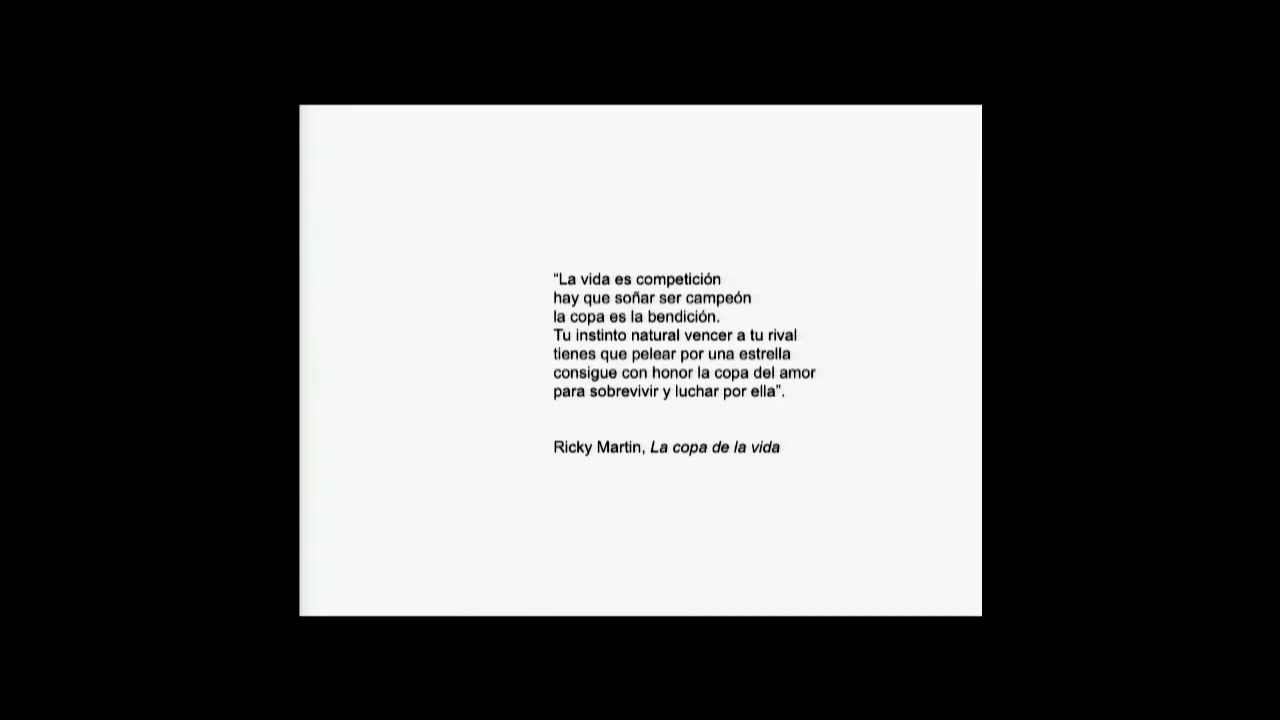 “La vida es competición
hay que soñar ser campeón
la copa es la bendición.
Tu instinto natural vencer a tu rival
tienes que pelear por una estrella
consigue con honor la copa del amor
para sobrevivir y luchar por ella”.
Ricky Martin, La copa de la vida